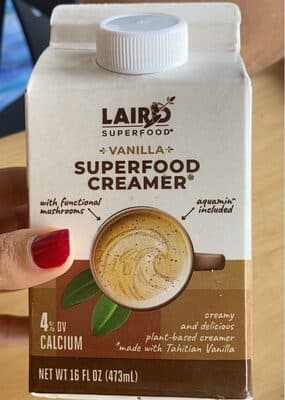 LAIRD
SUPERFOOD®
VANILLA
SUPERFOOD
CREAMER®
with functional
mushrooms
aquamin™
included
creamy
and delicious
plant-based creamer
*made with Tahitian Vanilla
4% DV
CALCIUM
NET WT 16 FL OZ (473mL)